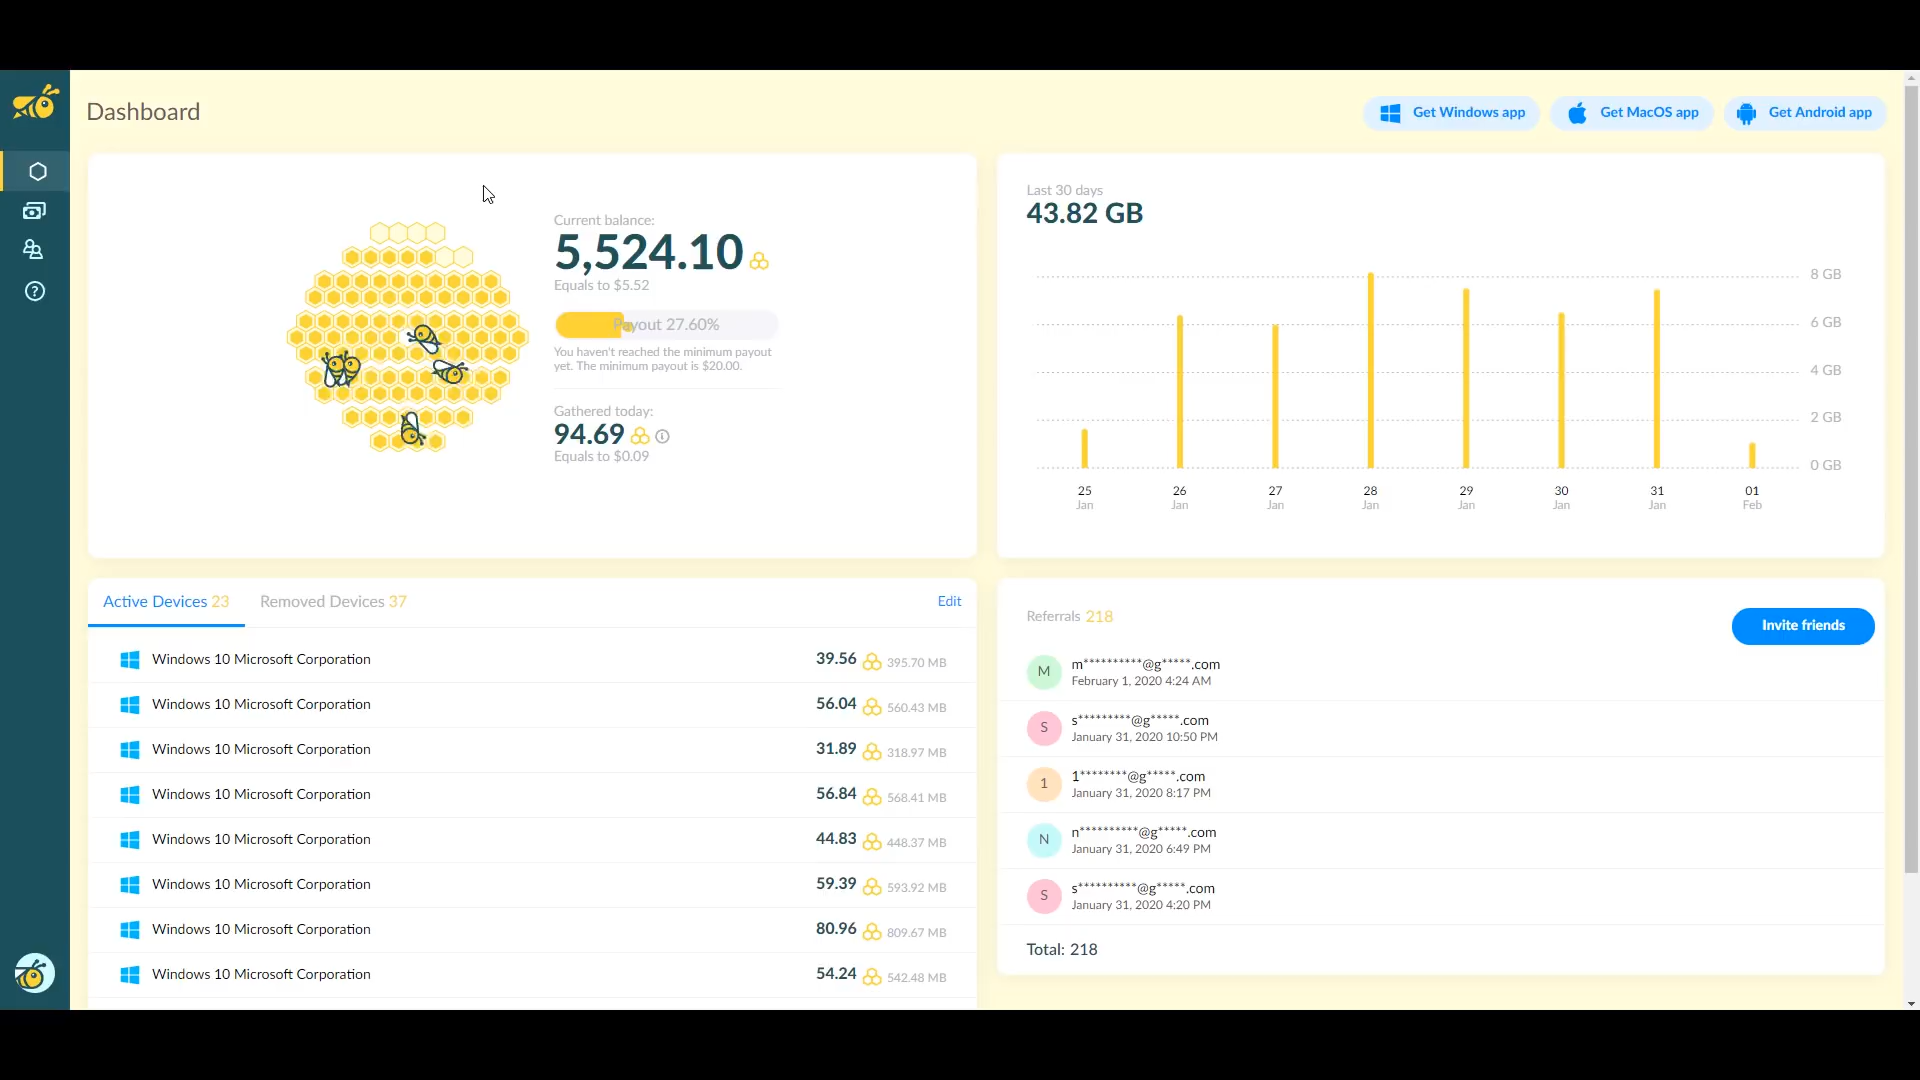 Dashboard
Get Windows app
Get MacOS app
Get Android app
Current balance:
5,524.10
Equals to $5.52
Payout 27.60%
You haven't reached the minimum payout
yet. The minimum payout is $20.00.
Gathered today:
94.69
Equals to $0.09
Last 30 days
43.82 GB
8 GB
6 GB
4 GB
2 GB
0 GB
25 Jan
26 Jan
27 Jan
28 Jan
29 Jan
30 Jan
31 Jan
01 Feb
Active Devices 23
Removed Devices 37
Edit
Windows 10 Microsoft Corporation 39.56 395.70 MB
Windows 10 Microsoft Corporation 56.04 560.43 MB
Windows 10 Microsoft Corporation 31.89 318.97 MB
Windows 10 Microsoft Corporation 56.84 568.41 MB
Windows 10 Microsoft Corporation 44.83 448.37 MB
Windows 10 Microsoft Corporation 59.39 593.92 MB
Windows 10 Microsoft Corporation 80.96 809.67 MB
Windows 10 Microsoft Corporation 54.24 542.48 MB
Referrals 218
Invite friends
M
m**********@g*****.com
February 1, 2020 4:24 AM
S
s*********@g*****.com
January 31, 2020 10:50 PM
1
1********@g*****.com
January 31, 2020 8:17 PM
N
n**********@g*****.com
January 31, 2020 6:49 PM
S
s**********@g*****.com
January 31, 2020 4:20 PM
Total: 218